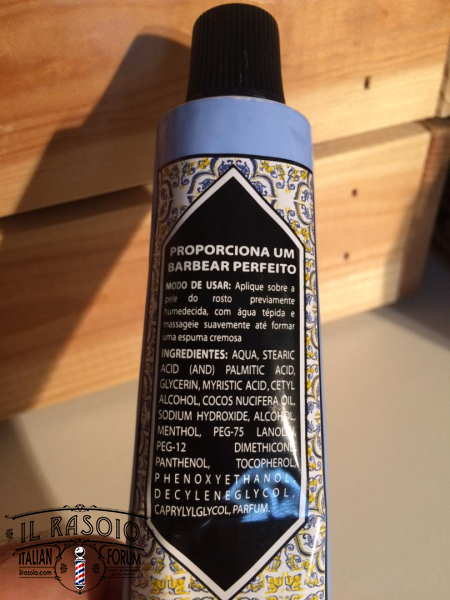 PROPORCIONA UM
BARBEAR PERFEITO
MODO DE USAR: Aplique sobre a
pele do rosto previamente
humedecida, com água tépida e
massageie suavemente até formar
uma espuma cremosa
INGREDIENTES: AQUA, STEARIC
ACID (AND) PALMITIC ACID,
GLYCERIN, MYRISTIC ACID, CETYL
ALCOHOL, COCOS NUCIFERA OIL,
SODIUM HYDROXIDE, ALCOHOL,
MENTHOL, PEG-75 LANOLIN,
PEG-12 DIMETHICONE,
PANTHENOL, TOCOPHEROL,
PHENOXYETHANOL,
DECYLENEGLYCOL,
CAPRYLYLGLYCOL, PARFUM.
IL RASOIO
ITALIAN FORUM
ilrasoio.com